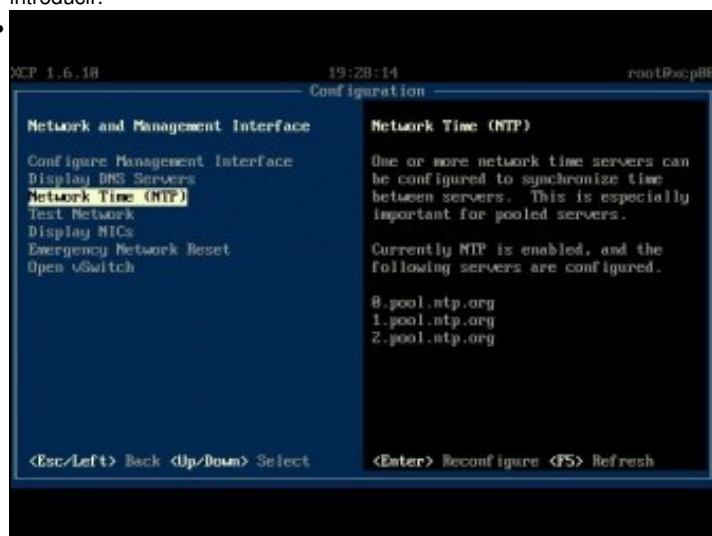 introducir.
XCP 1.6.10 19:28:14 root@xcp00
Configuration
Network and Management Interface
Configure Management Interface
Display DNS Servers
Network Time (NTP)
Test Network
Display NICs
Emergency Network Reset
Open vSwitch
<Esc/Left> Back <Up/Down> Select
Network Time (NTP)
One or more network time servers can
be configured to synchronize time
between servers. This is especially
important for pooled servers.
Currently NTP is enabled, and the
following servers are configured.
0.pool.ntp.org
1.pool.ntp.org
2.pool.ntp.org
<Enter> Reconfigure <F5> Refresh